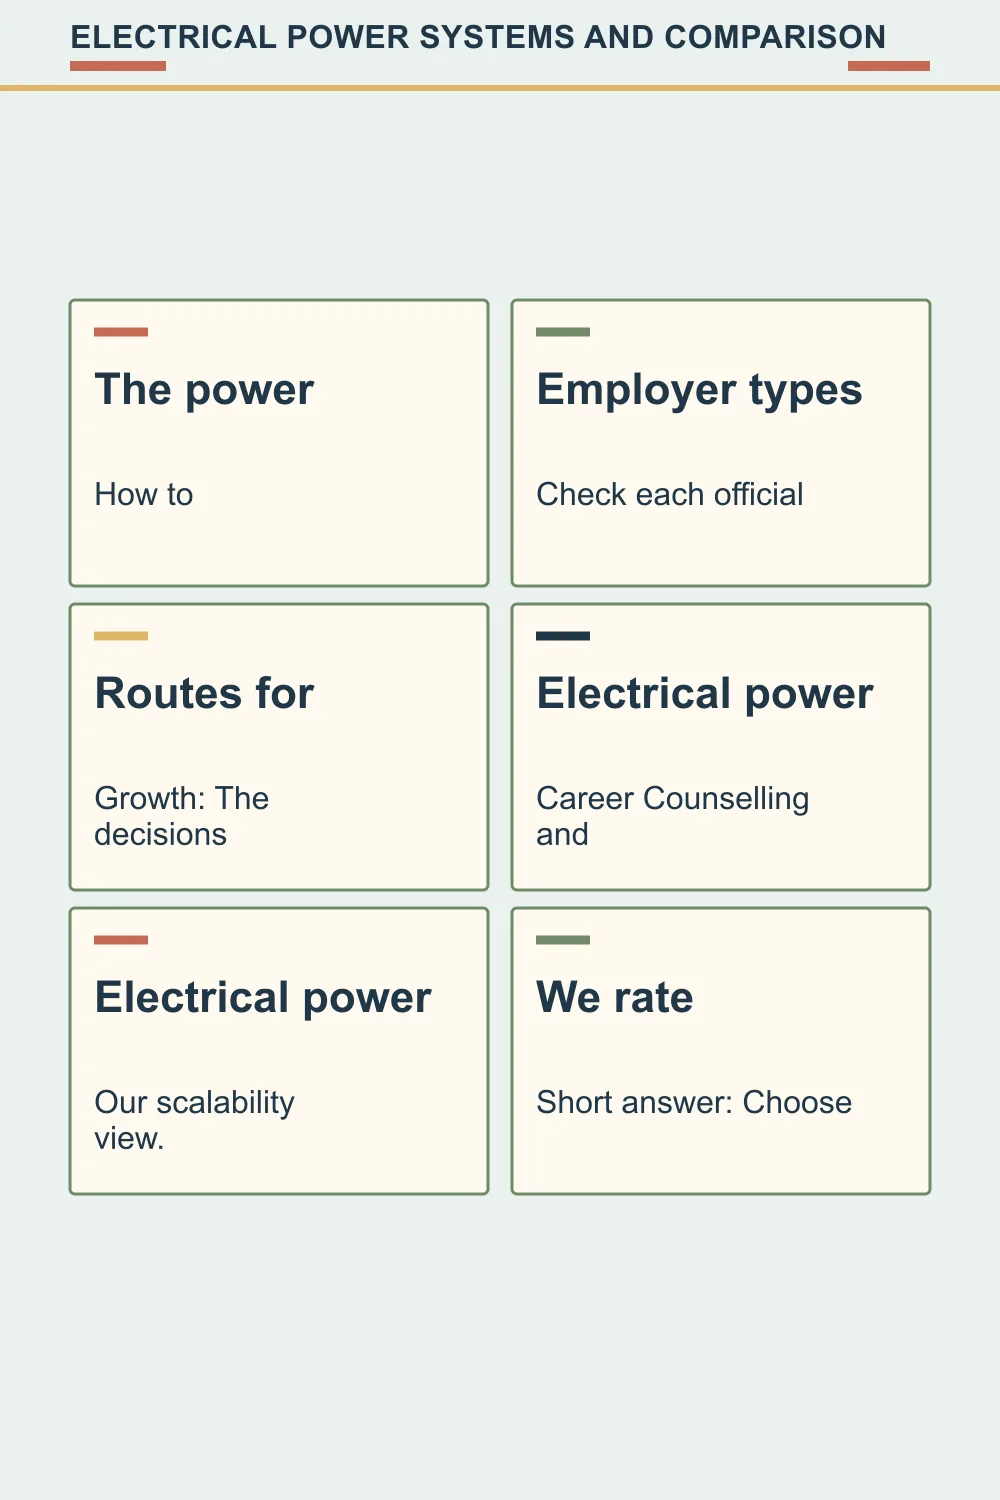 ELECTRICAL POWER SYSTEMS AND COMPARISON
The power
How to
Employer types
Check each official
Routes for
Growth: The
decisions
Electrical power
Career Counselling
and
Electrical power
Our scalability
view.
We rate
Short answer: Choose